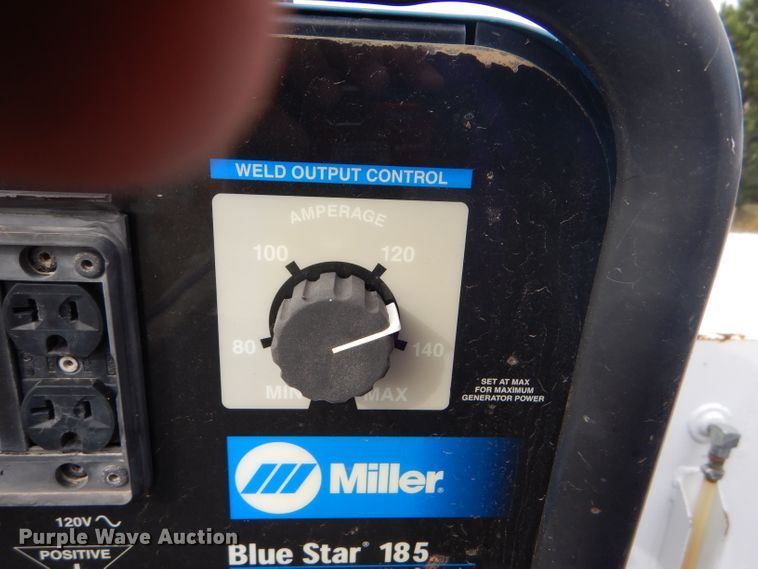 WELD OUTPUT CONTROL
AMPERAGE
100 120
80 140
MIN MAX
SET AT MAX
FOR MAXIMUM
GENERATOR POWER
Miller®
120V ~
POSITIVE
Blue Star® 185
Purple Wave Auction